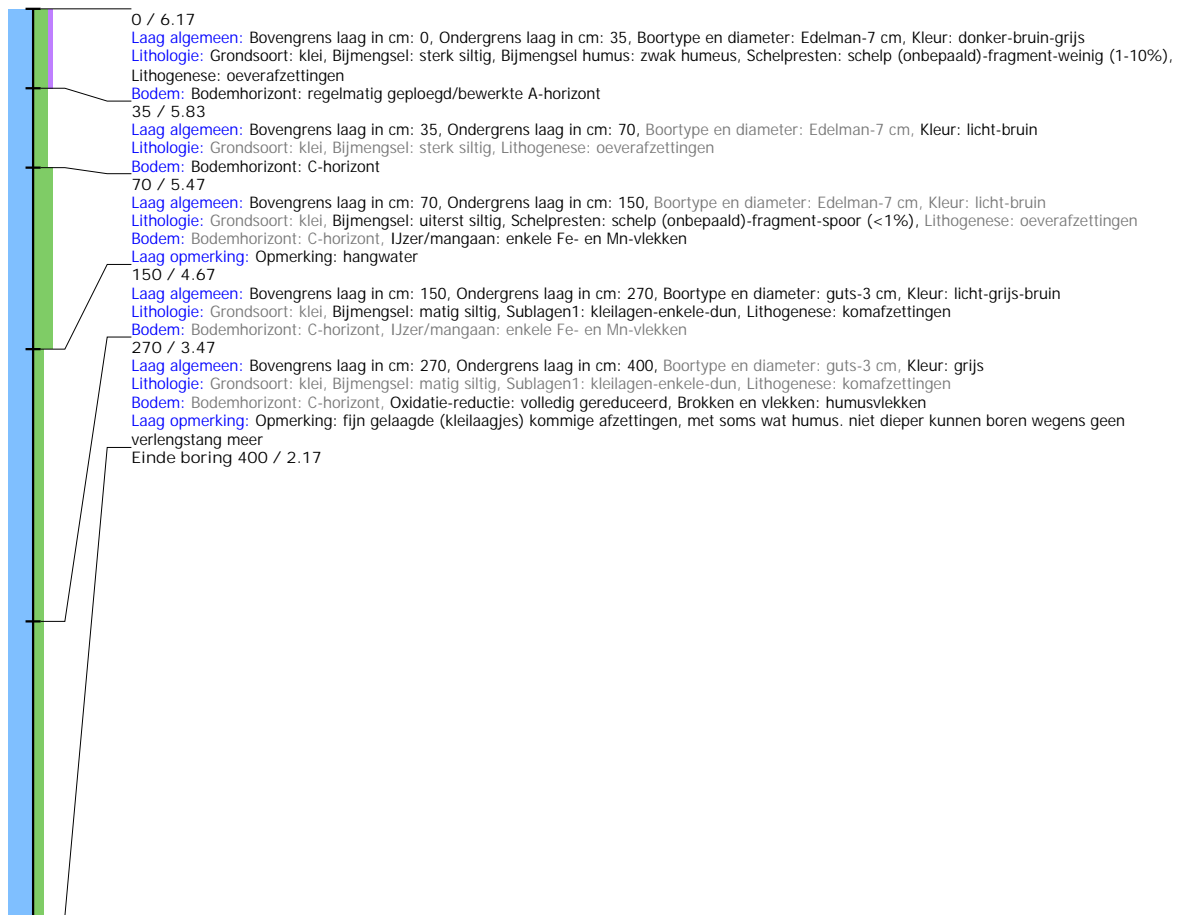 0 / 6.17
Laag algemeen: Bovengrens laag in cm: 0, Ondergrens laag in cm: 35, Boortype en diameter: Edelman-7 cm, Kleur: donker-bruin-grijs
Lithologie: Grondsoort: klei, Bijmengsel: sterk siltig, Bijmengsel humus: zwak humeus, Schelpresten: schelp (onbepaald)-fragment-weinig (1-10%),
Lithogenese: oeverafzettingen
Bodem: Bodemhorizont: regelmatig geploegd/bewerkte A-horizont
35 / 5.83
Laag algemeen: Bovengrens laag in cm: 35, Ondergrens laag in cm: 70, Boortype en diameter: Edelman-7 cm, Kleur: licht-bruin
Lithologie: Grondsoort: klei, Bijmengsel: sterk siltig, Lithogenese: oeverafzettingen
Bodem: Bodemhorizont: C-horizont
70 / 5.47
Laag algemeen: Bovengrens laag in cm: 70, Ondergrens laag in cm: 150, Boortype en diameter: Edelman-7 cm, Kleur: licht-bruin
Lithologie: Grondsoort: klei, Bijmengsel: uiterst siltig, Schelpresten: schelp (onbepaald)-fragment-spoor (<1%), Lithogenese: oeverafzettingen
Bodem: Bodemhorizont: C-horizont, IJzer/mangaan: enkele Fe- en Mn-vlekken
Laag opmerking: Opmerking: hangwater
150 / 4.67
Laag algemeen: Bovengrens laag in cm: 150, Ondergrens laag in cm: 270, Boortype en diameter: guts-3 cm, Kleur: licht-grijs-bruin
Lithologie: Grondsoort: klei, Bijmengsel: matig siltig, Sublagen1: kleilagen-enkele-dun, Lithogenese: komafzettingen
Bodem: Bodemhorizont: C-horizont, IJzer/mangaan: enkele Fe- en Mn-vlekken
270 / 3.47
Laag algemeen: Bovengrens laag in cm: 270, Ondergrens laag in cm: 400, Boortype en diameter: guts-3 cm, Kleur: grijs
Lithologie: Grondsoort: klei, Bijmengsel: matig siltig, Sublagen1: kleilagen-enkele-dun, Lithogenese: komafzettingen
Bodem: Bodemhorizont: C-horizont, Oxidatie-reductie: volledig gereduceerd, Brokken en vlekken: humusvlekken
Laag opmerking: Opmerking: fijn gelaagde (kleilaagjes) kommige afzettingen, met soms wat humus. niet dieper kunnen boren wegens geen
verlengstang meer
Einde boring 400 / 2.17